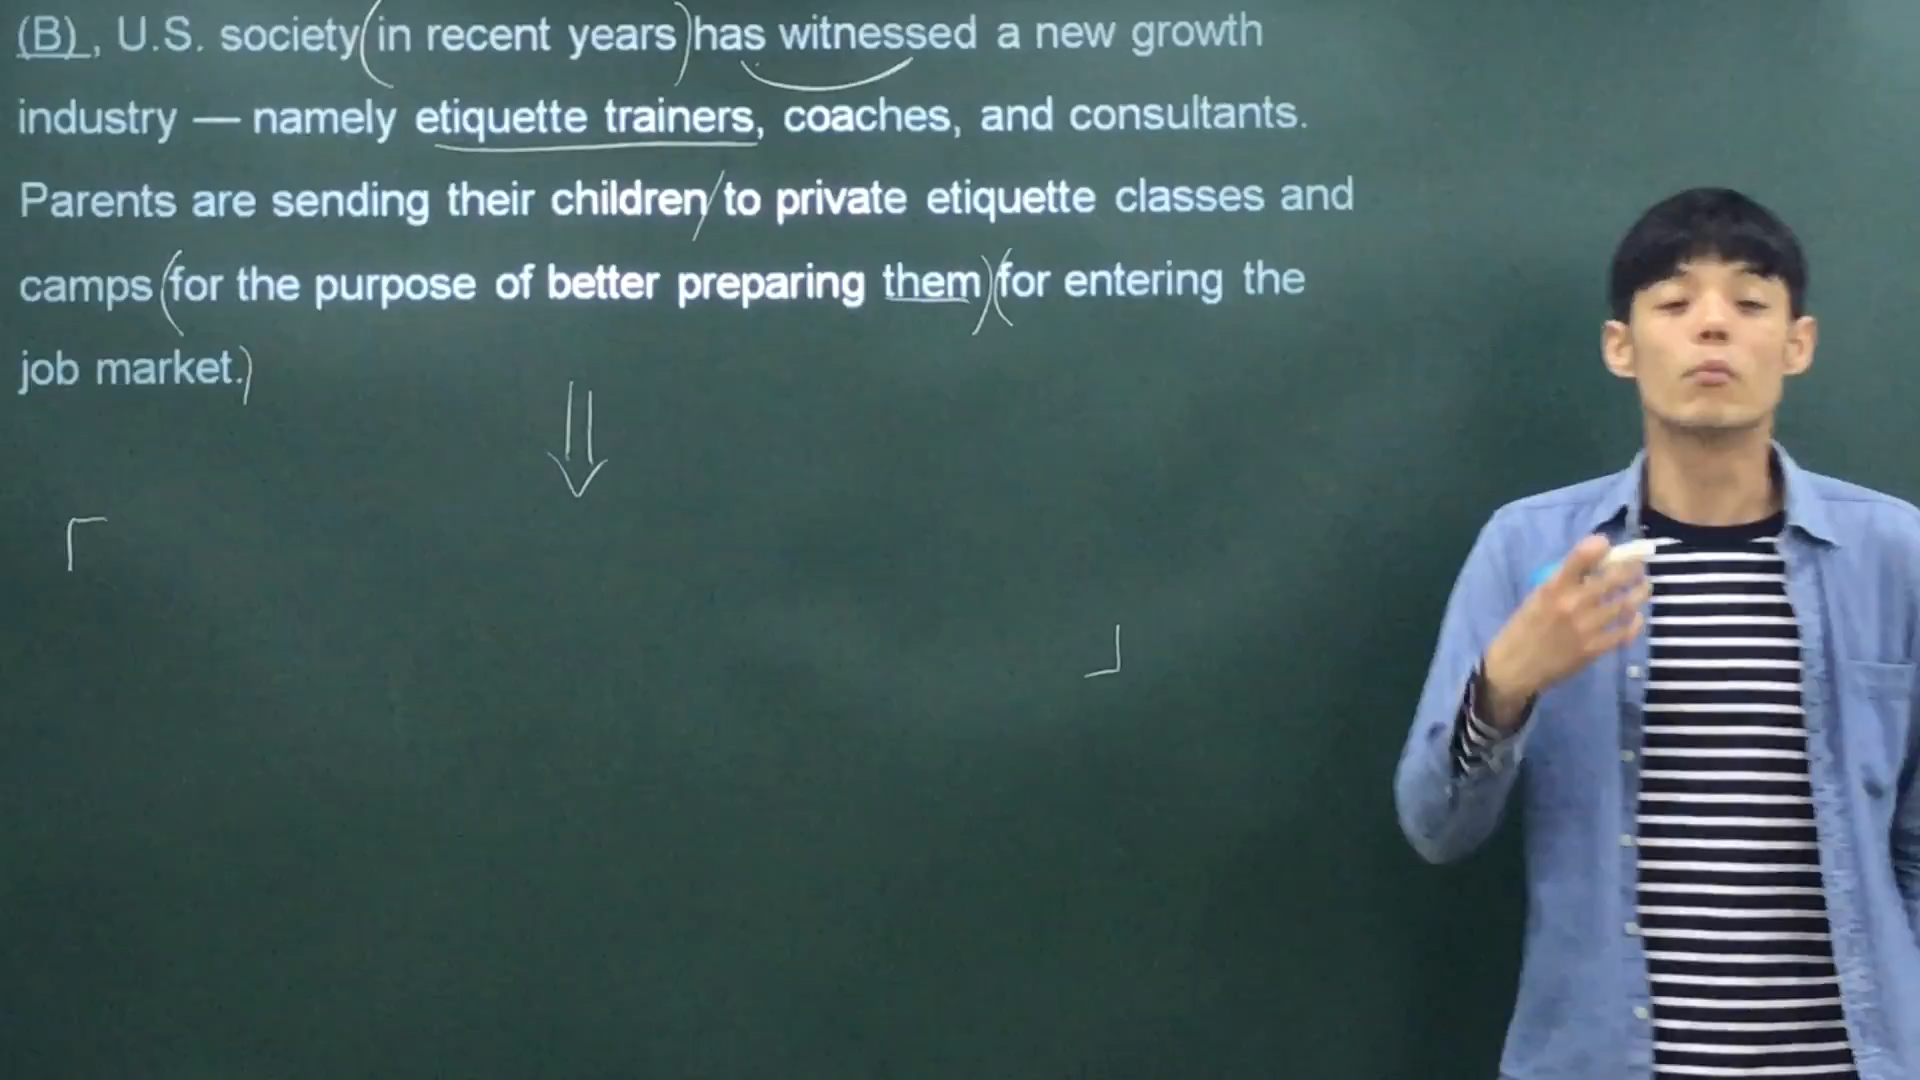 (B) , U.S. society(in recent years)has witnessed a new growth
industry — namely etiquette trainers, coaches, and consultants.
Parents are sending their children/to private etiquette classes and
camps(for the purpose of better preparing them)(for entering the
job market.)